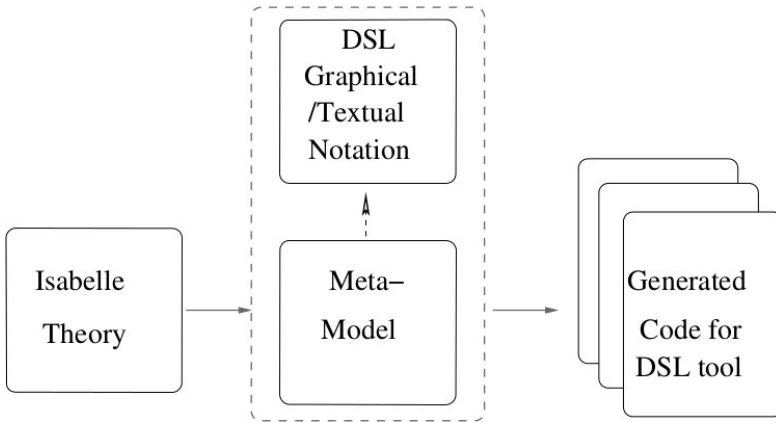 DSL
Graphical
/Textual
Notation
Isabelle
Theory
Meta−
Model
Generated
Code for
DSL tool